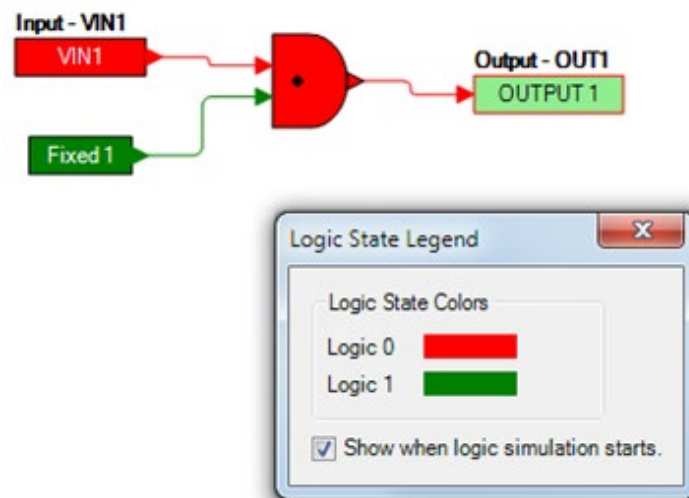 Input - VIN1
VIN1
Output - OUT1
OUTPUT 1
Fixed 1
Logic State Legend
Logic State Colors
Logic 0
Logic 1
Show when logic simulation starts.